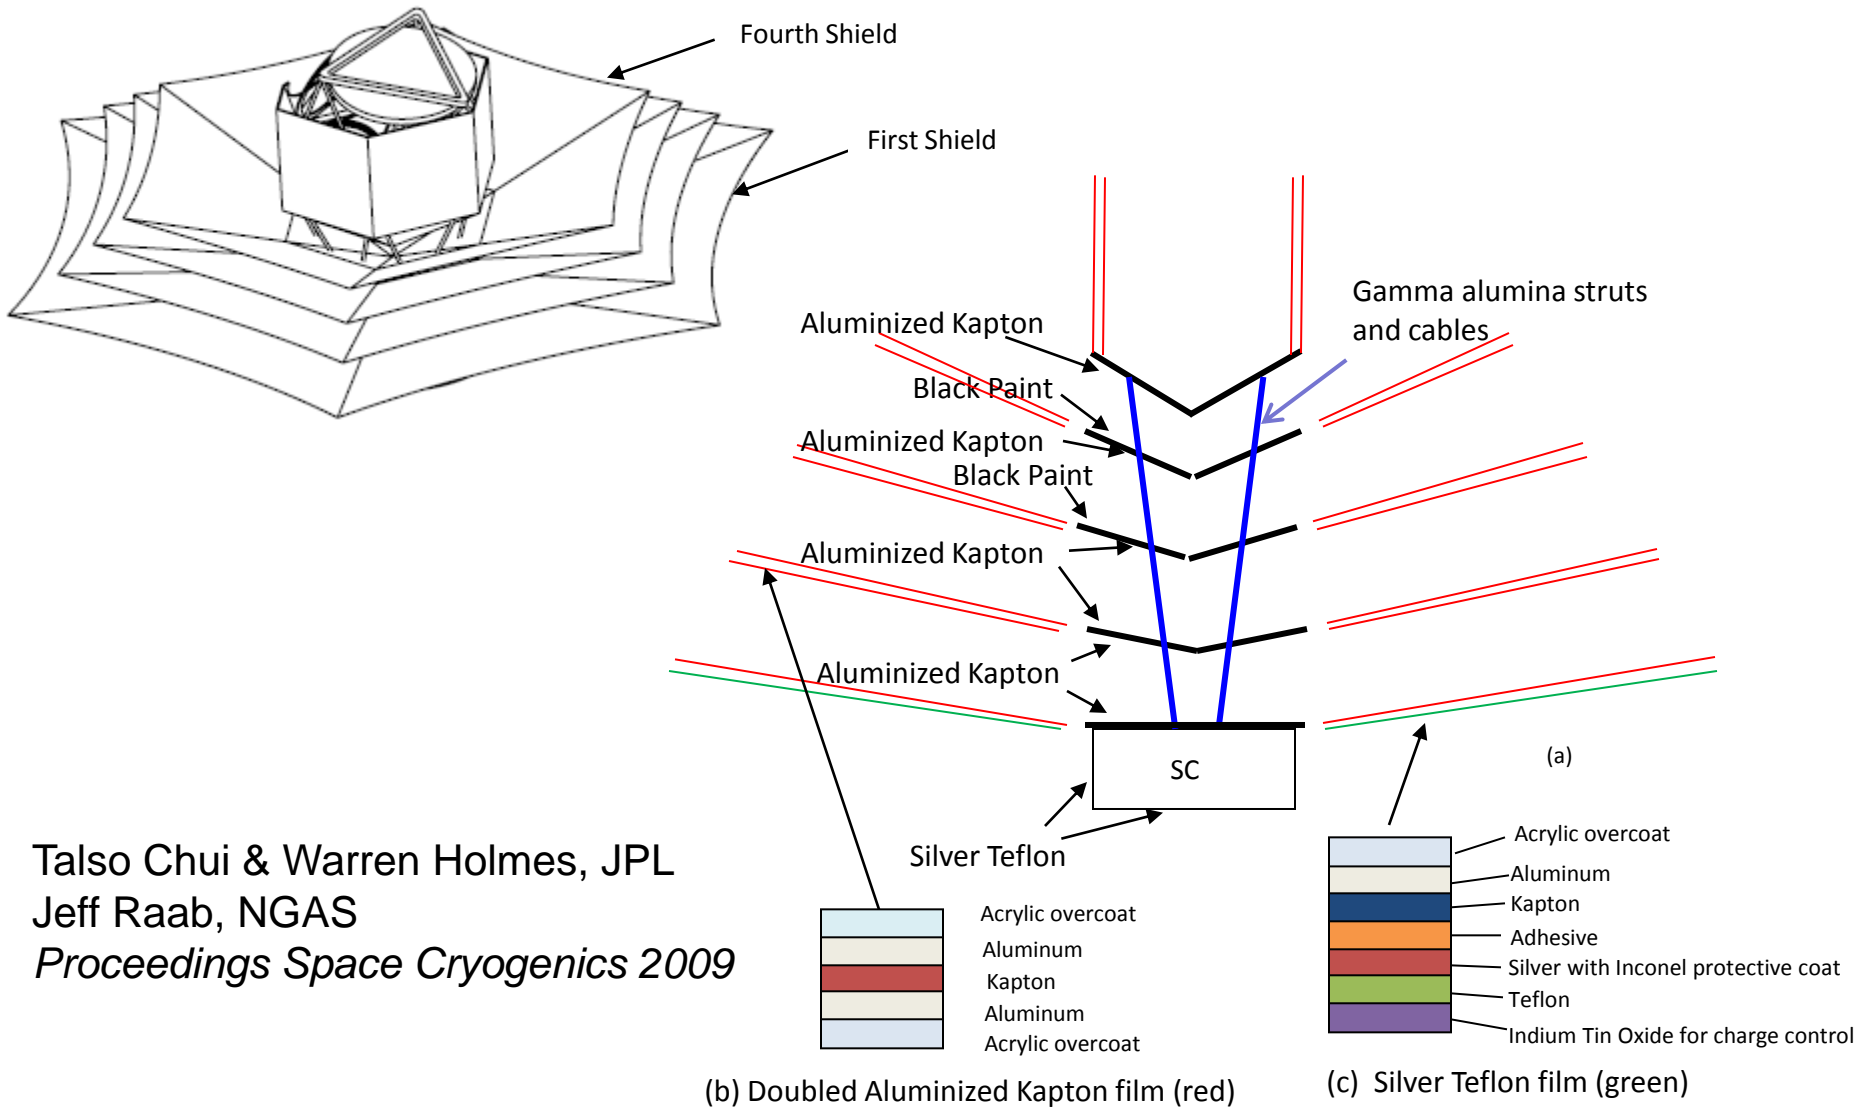 Fourth Shield
First Shield
Gamma alumina struts
and cables
Aluminized Kapton
Black Paint
Aluminized Kapton
Black Paint
Aluminized Kapton
Aluminized Kapton
SC
(a)
Silver Teflon
Talso Chui & Warren Holmes, JPL
Jeff Raab, NGAS
Proceedings Space Cryogenics 2009
Acrylic overcoat
Aluminum
Kapton
Aluminum
Acrylic overcoat
(b) Doubled Aluminized Kapton film (red)
Acrylic overcoat
Aluminum
Kapton
Adhesive
Silver with Inconel protective coat
Teflon
Indium Tin Oxide for charge control
(c) Silver Teflon film (green)